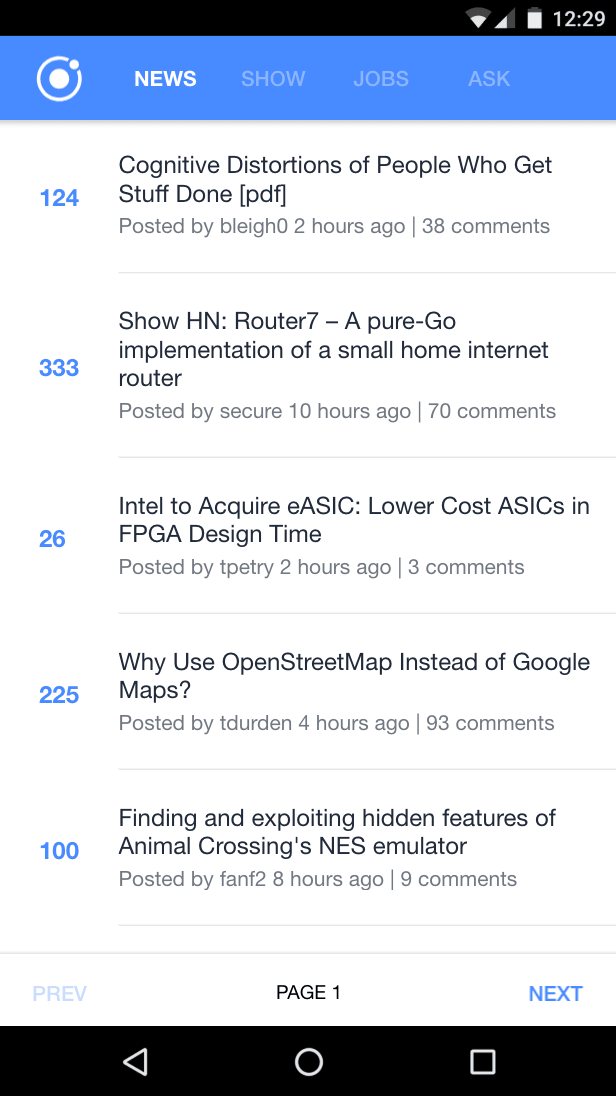 12:29
NEWS SHOW JOBS ASK
Cognitive Distortions of People Who Get
Stuff Done [pdf]
124
Posted by bleigh0 2 hours ago | 38 comments
Show HN: Router7 – A pure-Go
implementation of a small home internet
333
router
Posted by secure 10 hours ago | 70 comments
Intel to Acquire eASIC: Lower Cost ASICs in
FPGA Design Time
26
Posted by tpetry 2 hours ago | 3 comments
Why Use OpenStreetMap Instead of Google
Maps?
225
Posted by tdurden 4 hours ago | 93 comments
Finding and exploiting hidden features of
Animal Crossing's NES emulator
100
Posted by fanf2 8 hours ago | 9 comments
PREV PAGE 1 NEXT